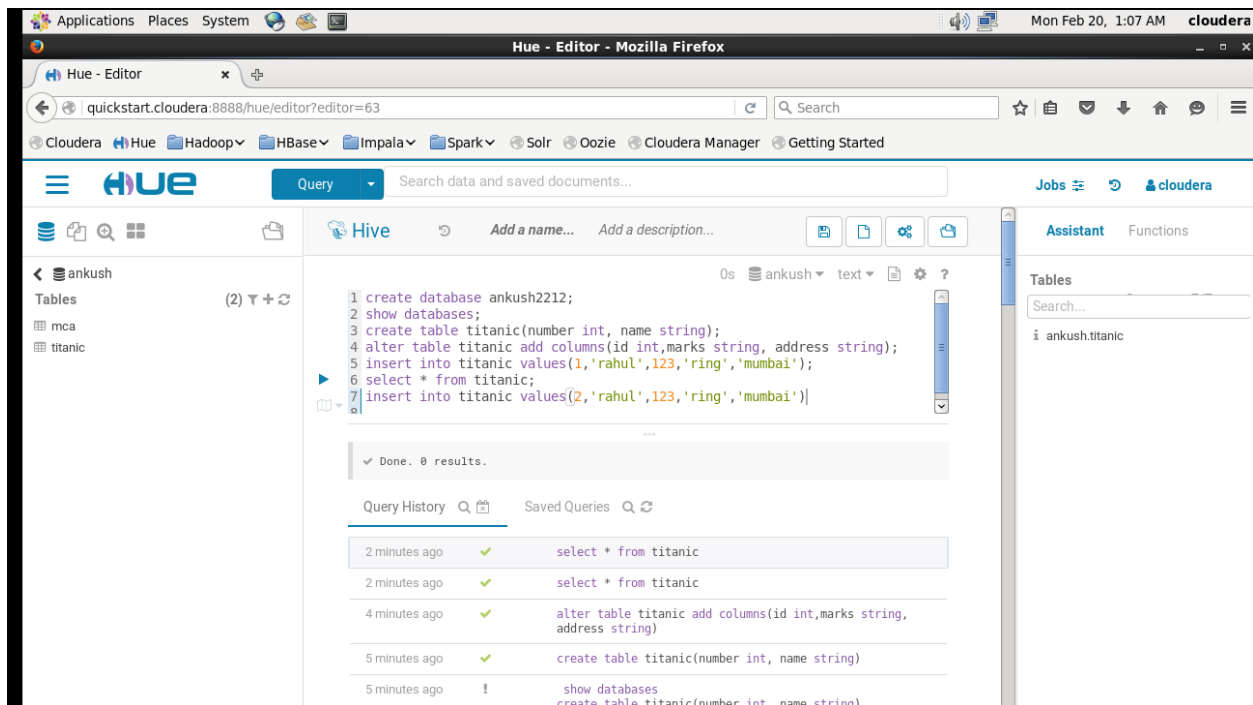 Applications Places System Mon Feb 20, 1:07 AM cloudera
Hue - Editor - Mozilla Firefox
Hue - Editor
quickstart.cloudera:8888/hue/editor?editor=63 Search
Cloudera Hue Hadoop HBase Impala Spark Solr Oozie Cloudera Manager Getting Started
HUE Query Search data and saved documents... Jobs cloudera
Hive Add a name... Add a description... Assistant Functions
ankush 0s ankush text ?
Tables (2)
mca
titanic
1 create database ankush2212;
2 show databases;
3 create table titanic(number int, name string);
4 alter table titanic add columns(id int,marks string, address string);
5 insert into titanic values(1,'rahul',123,'ring','mumbai');
6 select * from titanic;
7 insert into titanic values(2,'rahul',123,'ring','mumbai')
8
Tables
Search...
ankush.titanic
Done. 0 results.
Query History Saved Queries
2 minutes ago select * from titanic
2 minutes ago select * from titanic
4 minutes ago alter table titanic add columns(id int,marks string,
address string)
5 minutes ago create table titanic(number int, name string)
5 minutes ago ! show databases
create table titanic(number int, name string)